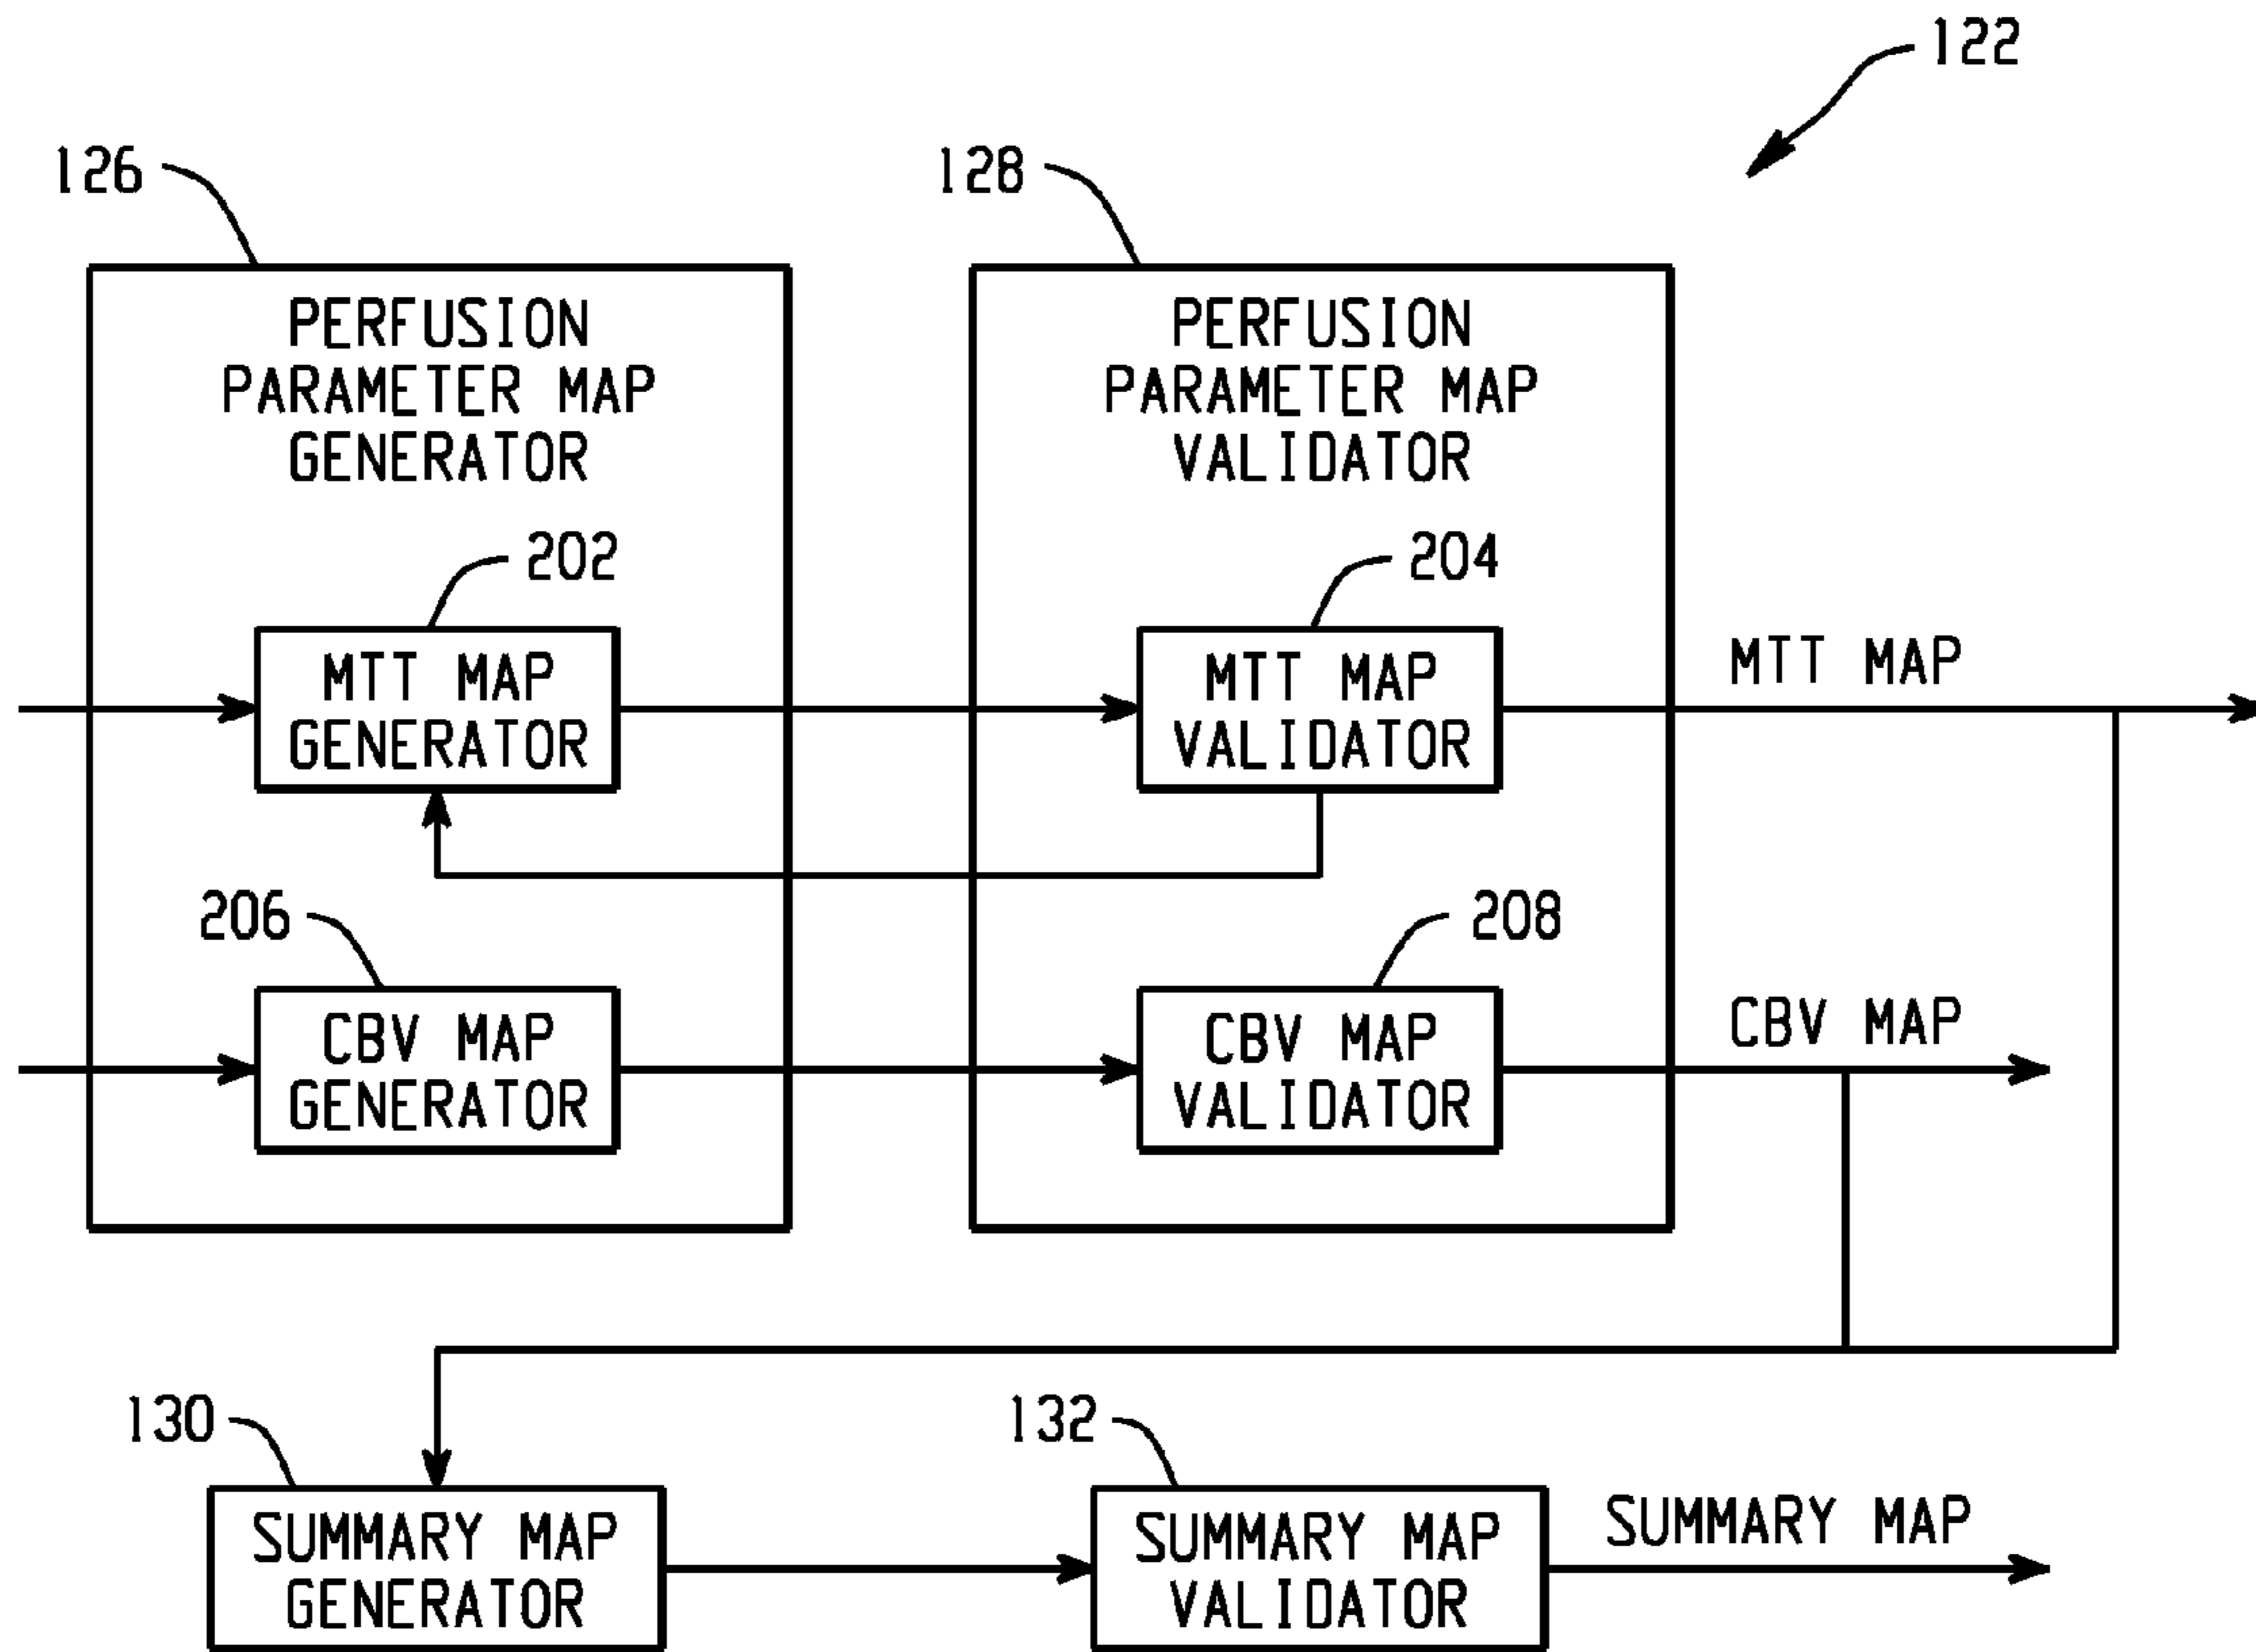 122
126
128
PERFUSION
PARAMETER MAP
GENERATOR
PERFUSION
PARAMETER MAP
VALIDATOR
202
204
MTT MAP
GENERATOR
MTT MAP
VALIDATOR
MTT MAP
206
208
CBV MAP
GENERATOR
CBV MAP
VALIDATOR
CBV MAP
130
132
SUMMARY MAP
GENERATOR
SUMMARY MAP
VALIDATOR
SUMMARY MAP